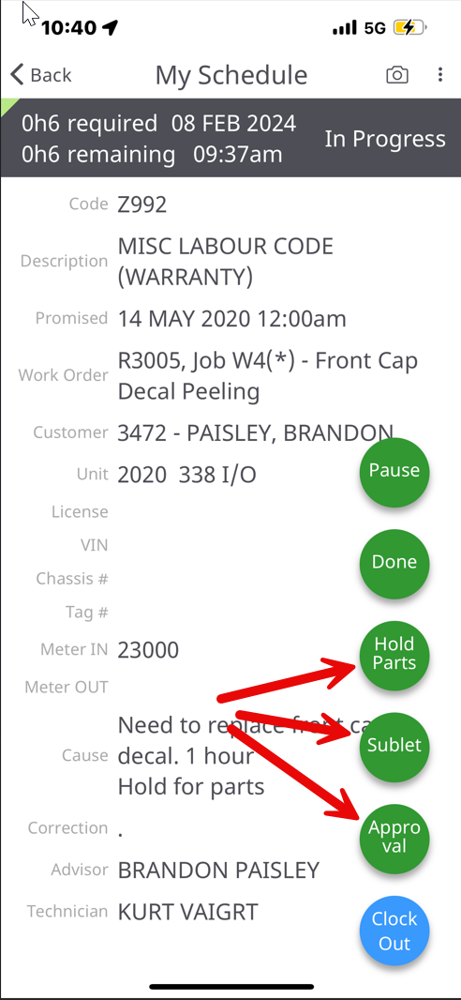 10:40
5G
Back
My Schedule
0h6 required 08 FEB 2024
0h6 remaining 09:37am
In Progress
Code Z992
Description MISC LABOUR CODE
(WARRANTY)
Promised 14 MAY 2020 12:00am
Work Order R3005, Job W4(*) - Front Cap
Decal Peeling
Customer 3472 - PAISLEY, BRANDON
Unit 2020 338 I/O
Pause
License
VIN
Done
Chassis #
Tag #
Meter IN 23000
Hold
Parts
Meter OUT
Cause Need to replace front
decal. 1 hour
Hold for parts
Sublet
Correction .
Appro
val
Advisor BRANDON PAISLEY
Technician KURT VAIGRT
Clock
Out